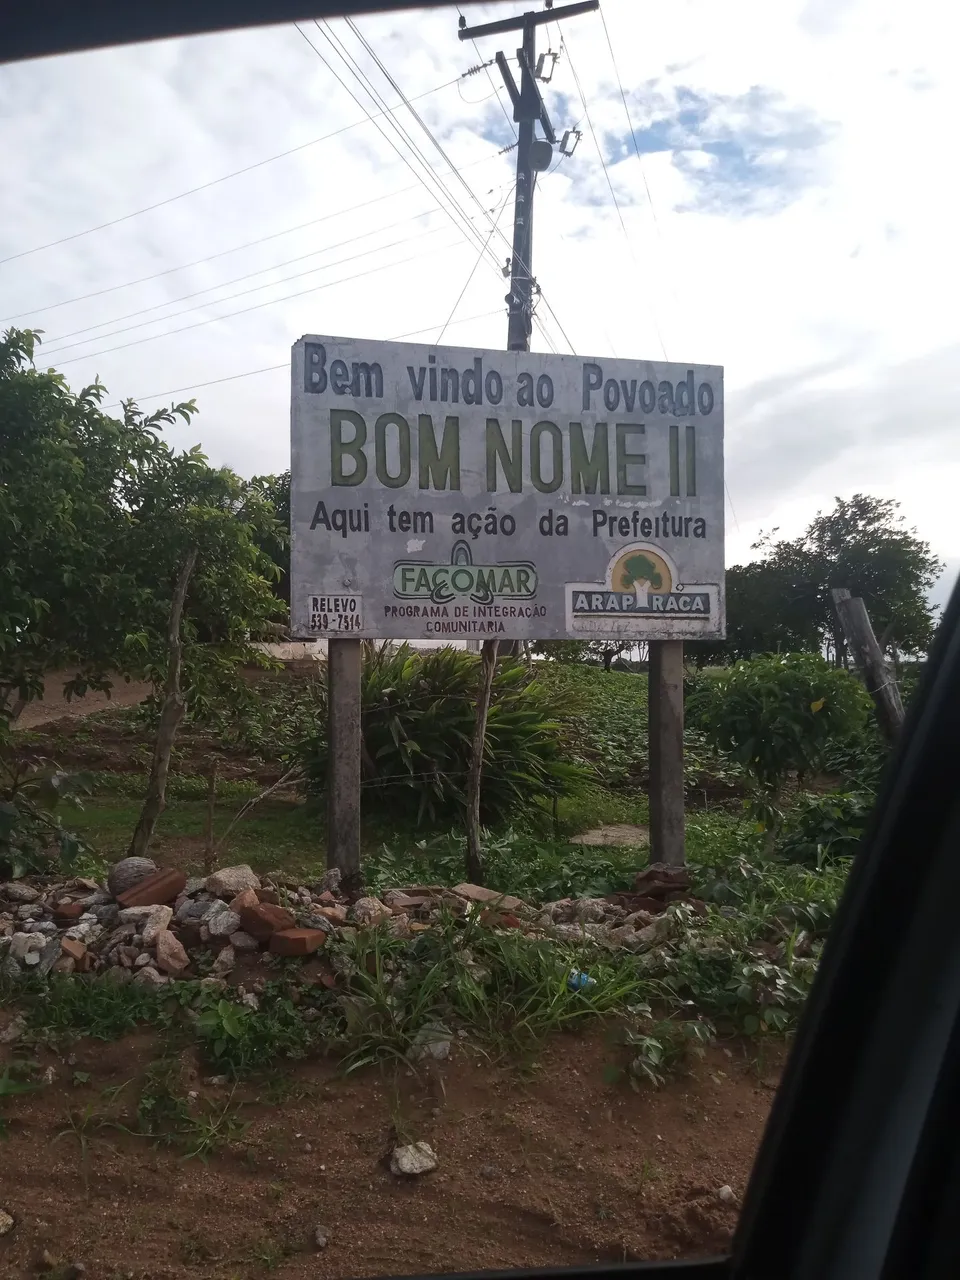 Bem vindo ao Povoado
BOM NOME II
Aqui tem ação da Prefeitura
FACOMAR
PROGRAMA DE INTEGRAÇÃO
COMUNITARIA
RELEVO
539-7514
ARAPIRACA